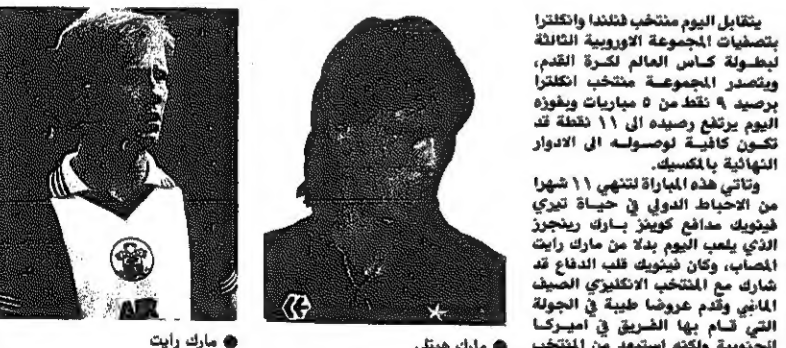 يتقابل اليوم منتخب فنلندا وانكلترا
بتصفيات المجموعة الاوروبية الثالثة
لبطولة كاس العالم لكرة القدم،
ويتصدر المجموعة منتخب انكلترا
برصيد ٩ نقط من ٥ مباريات وبفوزه
اليوم يرتفع رصيده الى ١١ نقطة قد
تكون كافية لوصوله الى الادوار
النهائية بالمكسيك.
وتاتي هذه المباراة لتنهي ١١ شهرا
من الاحباط الدولي في حياة تيري
فينويك مدافع كوينز بارك رينجرز
الذي يلعب اليوم بدلا من مارك رايت
المصاب، وكان فينويك قلب الدفاع قد
شارك مع المنتخب الانكليزي الصيف
الماضي وقدم عروضا طيبة في الجولة
التي قام بها الفريق في اميركا
الجنوبية ولكنه استبعد من المنتخب
مارك هيتلي
مارك رايت